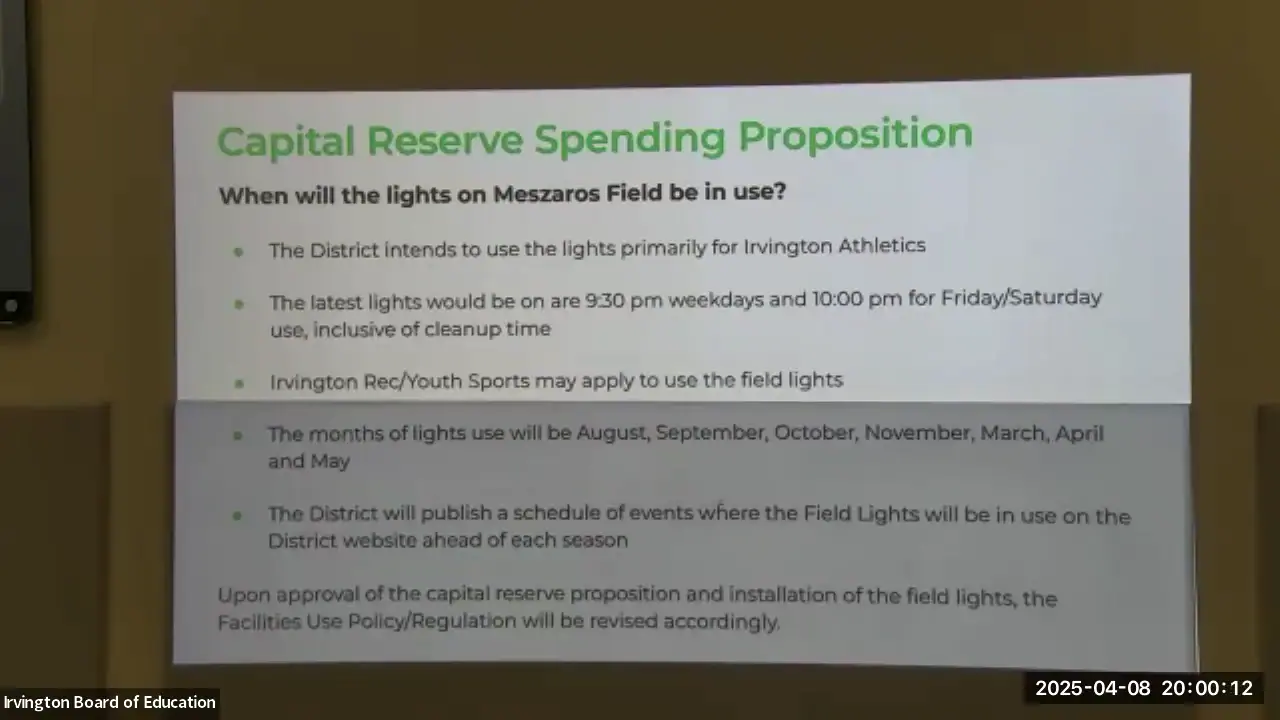 Capital Reserve Spending Proposition
When will the lights on Meszaros Field be in use?
• The District intends to use the lights primarily for Irvington Athletics
• The latest lights would be on are 9:30 pm weekdays and 10:00 pm for Friday/Saturday
use, inclusive of cleanup time
• Irvington Rec/Youth Sports may apply to use the field lights
• The months of lights use will be August, September, October, November, March, April
and May
• The District will publish a schedule of events where the Field Lights will be in use on the
District website ahead of each season
Upon approval of the capital reserve proposition and installation of the field lights, the
Facilities Use Policy/Regulation will be revised accordingly.
Irvington Board of Education
2025-04-08 20:00:12